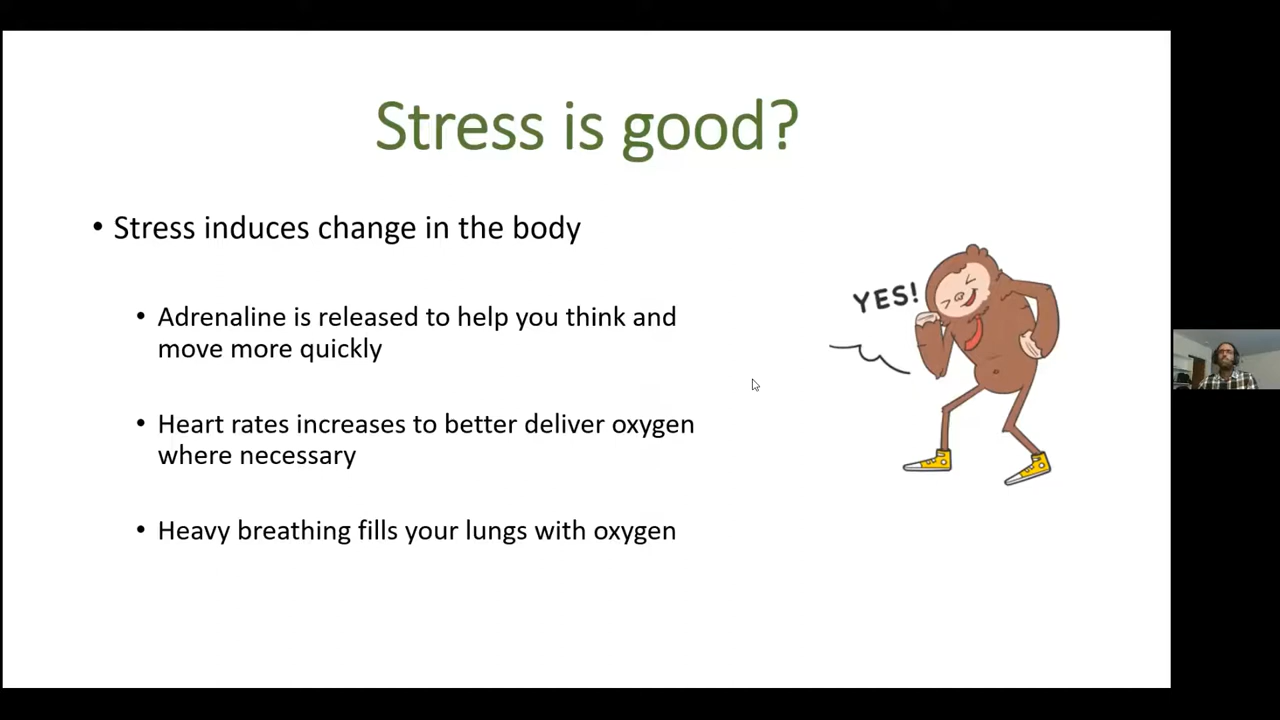 Stress is good?
• Stress induces change in the body
• Adrenaline is released to help you think and
move more quickly
YES!
• Heart rates increases to better deliver oxygen
where necessary
• Heavy breathing fills your lungs with oxygen